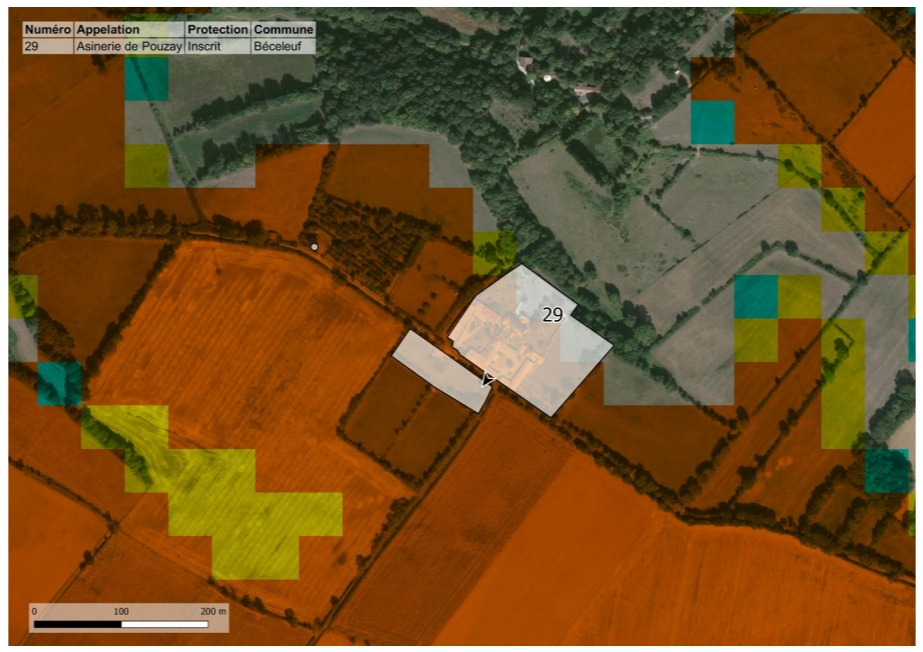 Numéro Appelation Protection Commune
29 Asinerie de Pouzay Inscrit Béceleuf
29
0 100 200 m